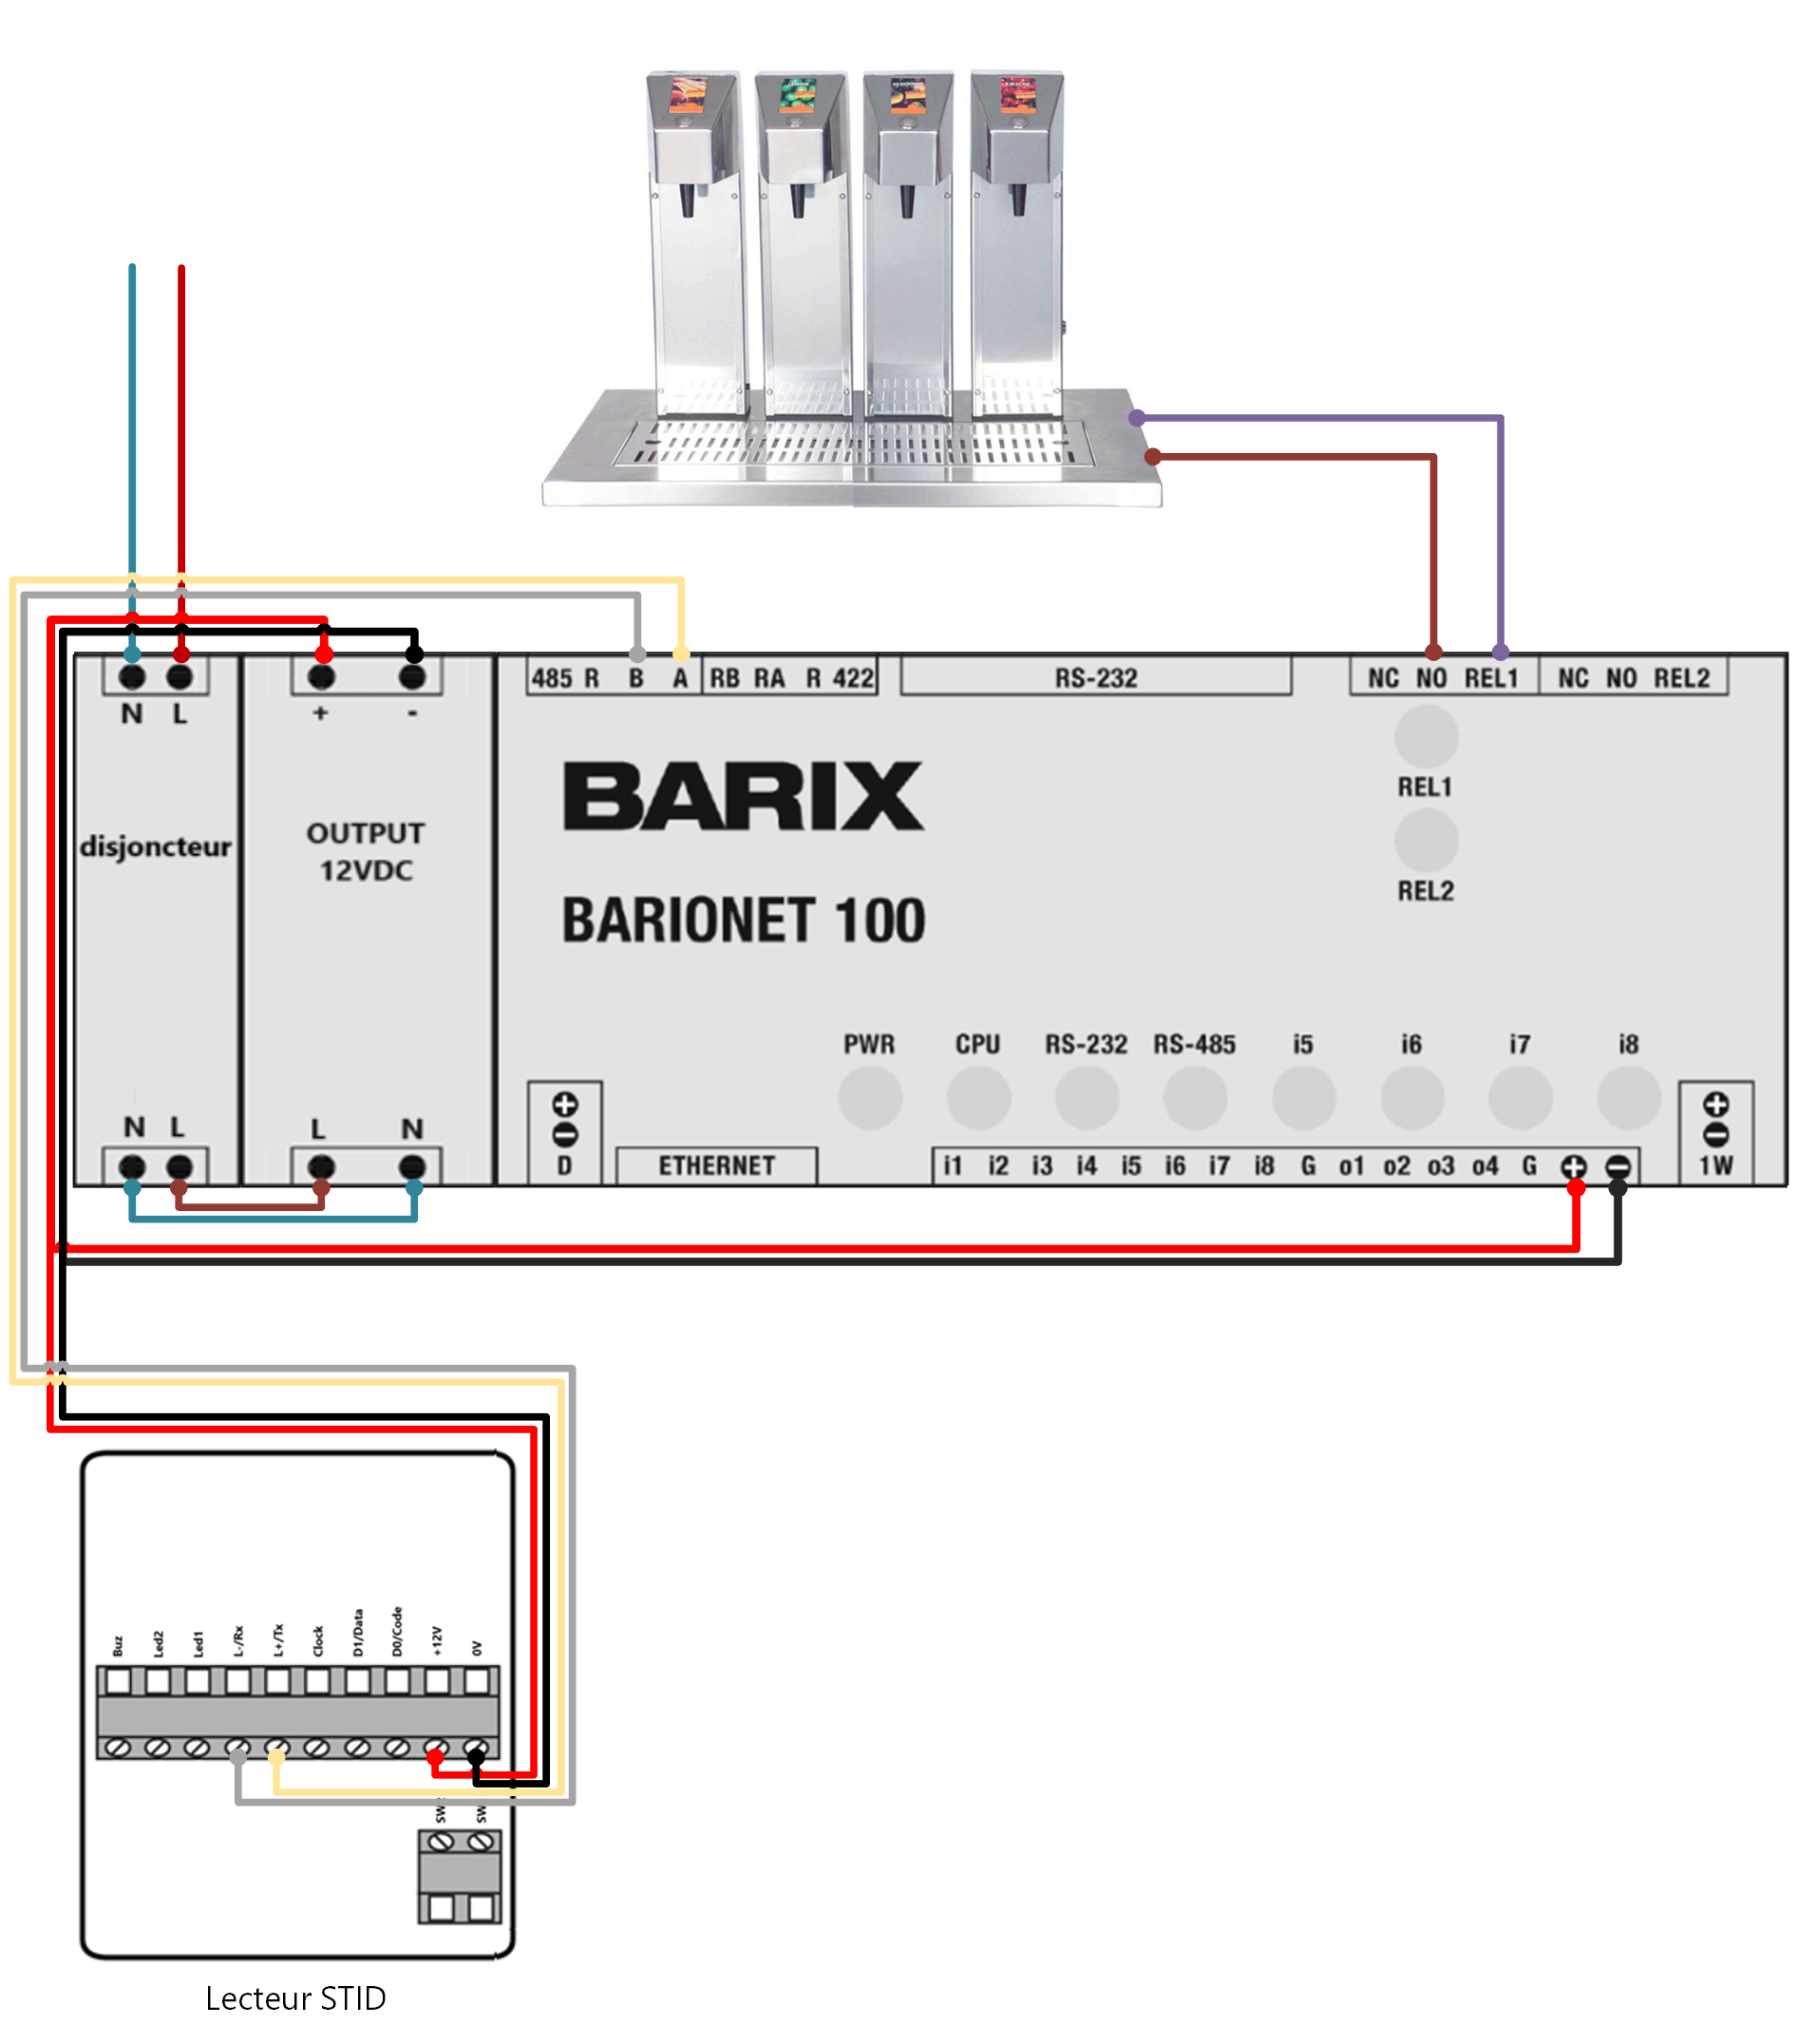 485 R B A RB RA R 422 RS-232 NC NO REL1 NC NO REL2
N L + -
REL1
REL2
disjoncteur
OUTPUT
12VDC
BARIX
BARIONET 100
PWR CPU RS-232 RS-485 i5 i6 i7 i8
N L L N
D ETHERNET i1 i2 i3 i4 i5 i6 i7 i8 G o1 o2 o3 o4 G + - 1W
Buz Led2 Led1 L-/Rx L+/Tx Clock D1/Data D0/Code +12V 0V
SW SW
Lecteur STID